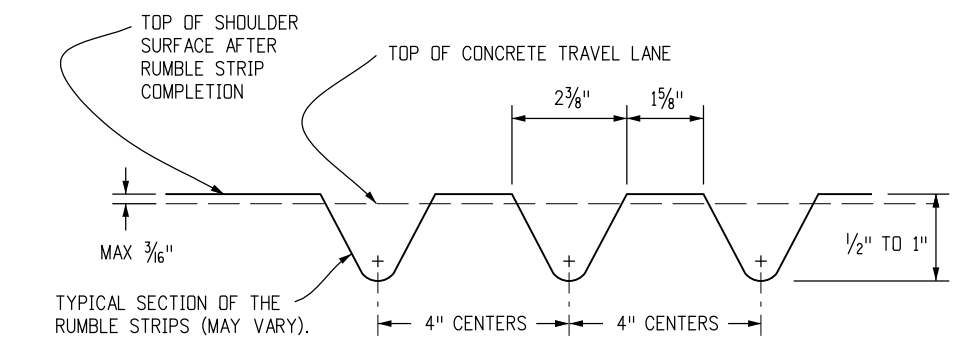 TOP OF SHOULDER
SURFACE AFTER
RUMBLE STRIP
COMPLETION
TOP OF CONCRETE TRAVEL LANE
2⅜"
1⅝"
MAX 3⁄16"
½" TO 1"
TYPICAL SECTION OF THE
RUMBLE STRIPS (MAY VARY).
4" CENTERS
4" CENTERS